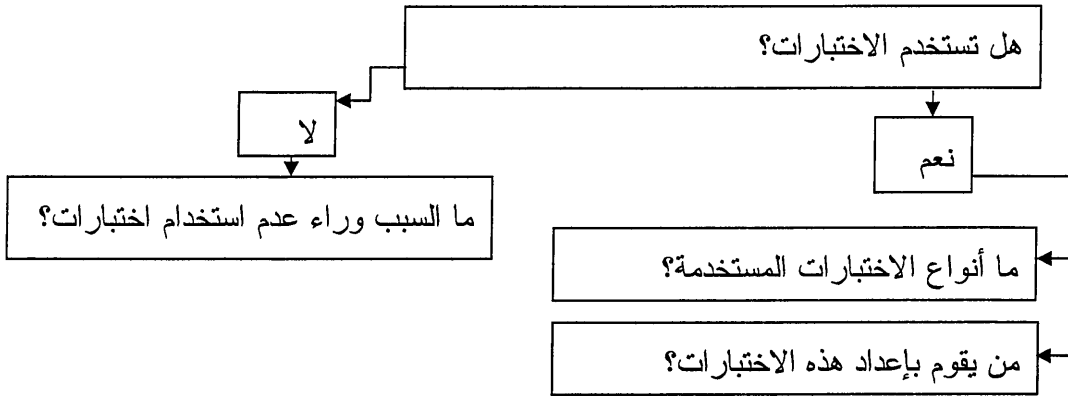 هل تستخدم الاختبارات؟
لا
نعم
ما السبب وراء عدم استخدام اختبارات؟
ما أنواع الاختبارات المستخدمة؟
من يقوم بإعداد هذه الاختبارات؟